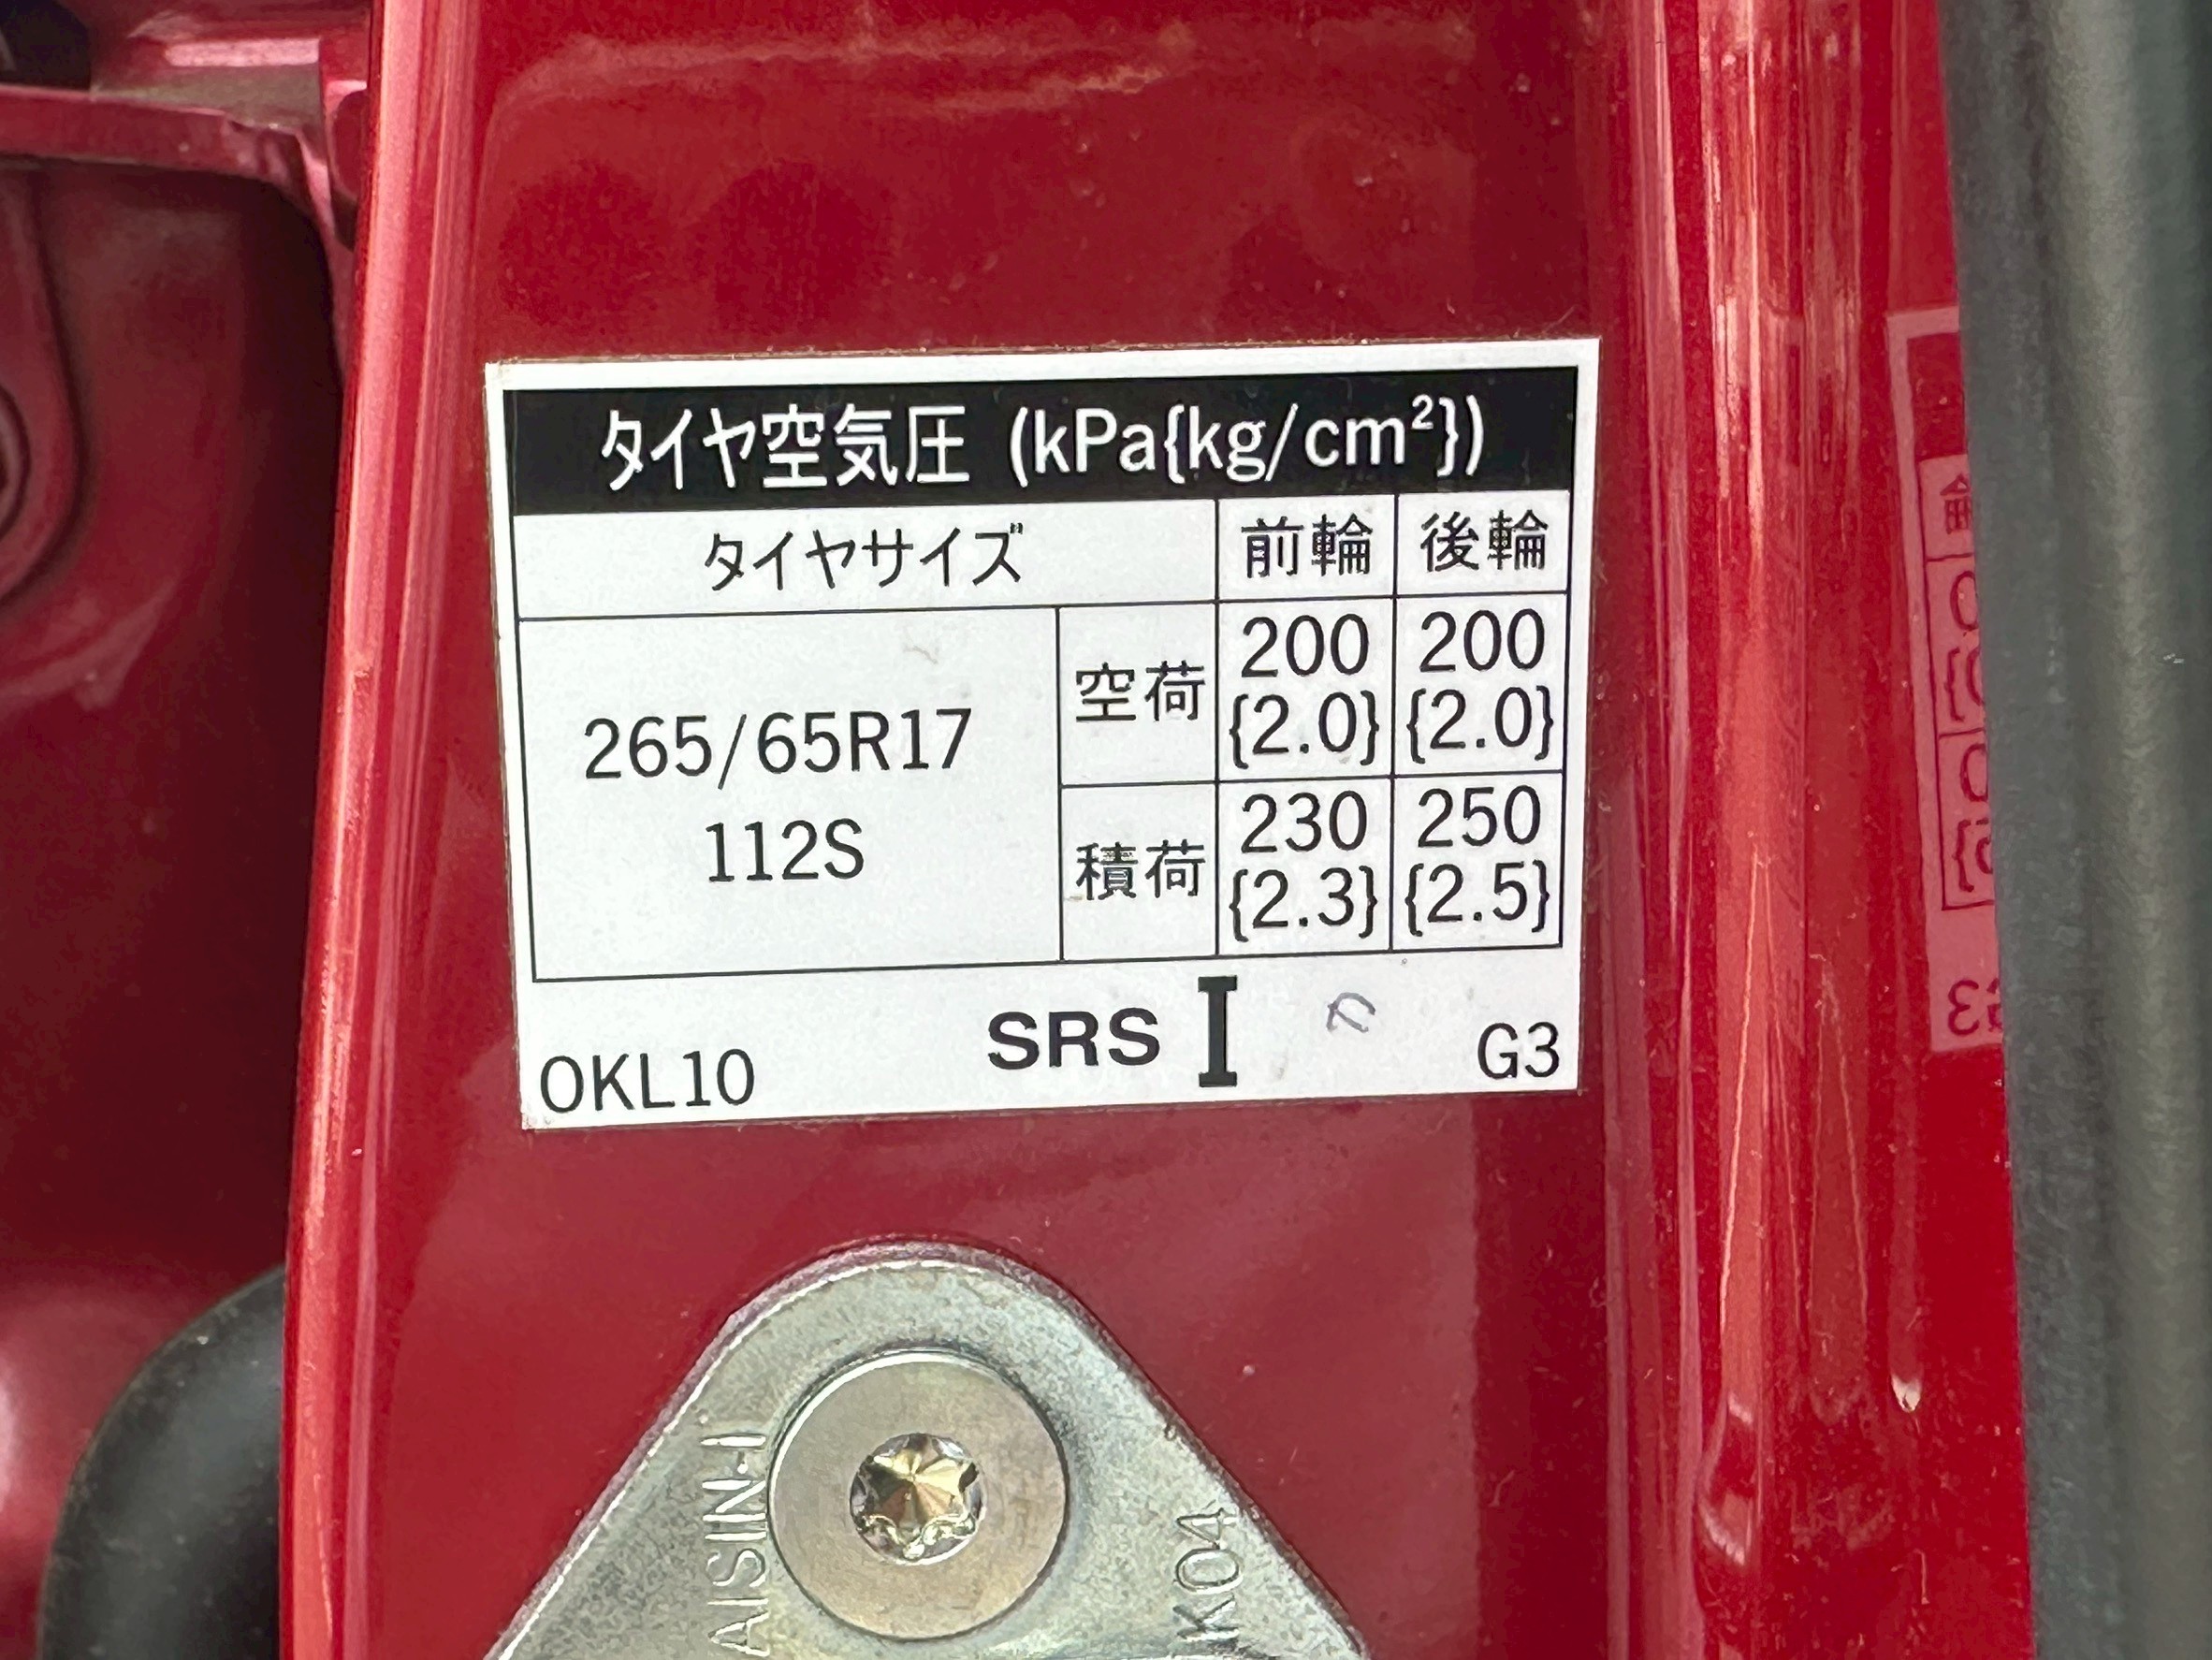 タイヤ空気圧 (kPa{kg/cm²})
タイヤサイズ 前輪 後輪
265/65R17
112S
空荷 200 {2.0} 200 {2.0}
積荷 230 {2.3} 250 {2.5}
OKL10 SRS I G3
AISIN-I
K04